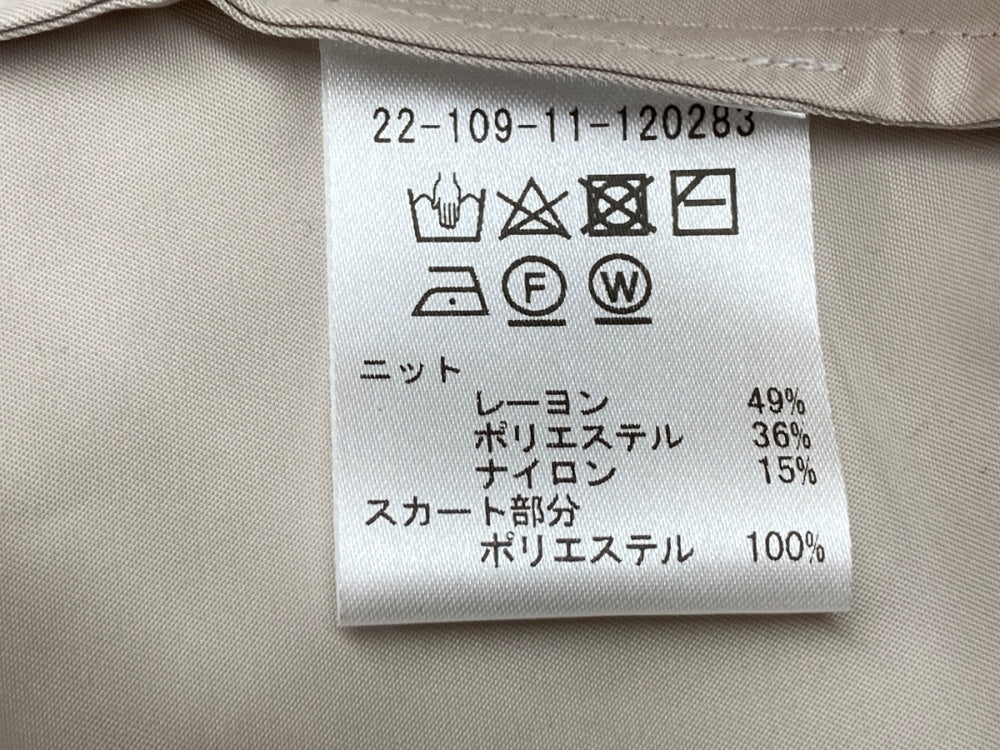 22-109-11-120283
F W
ニット
レーヨン 49%
ポリエステル 36%
ナイロン 15%
スカート部分
ポリエステル 100%